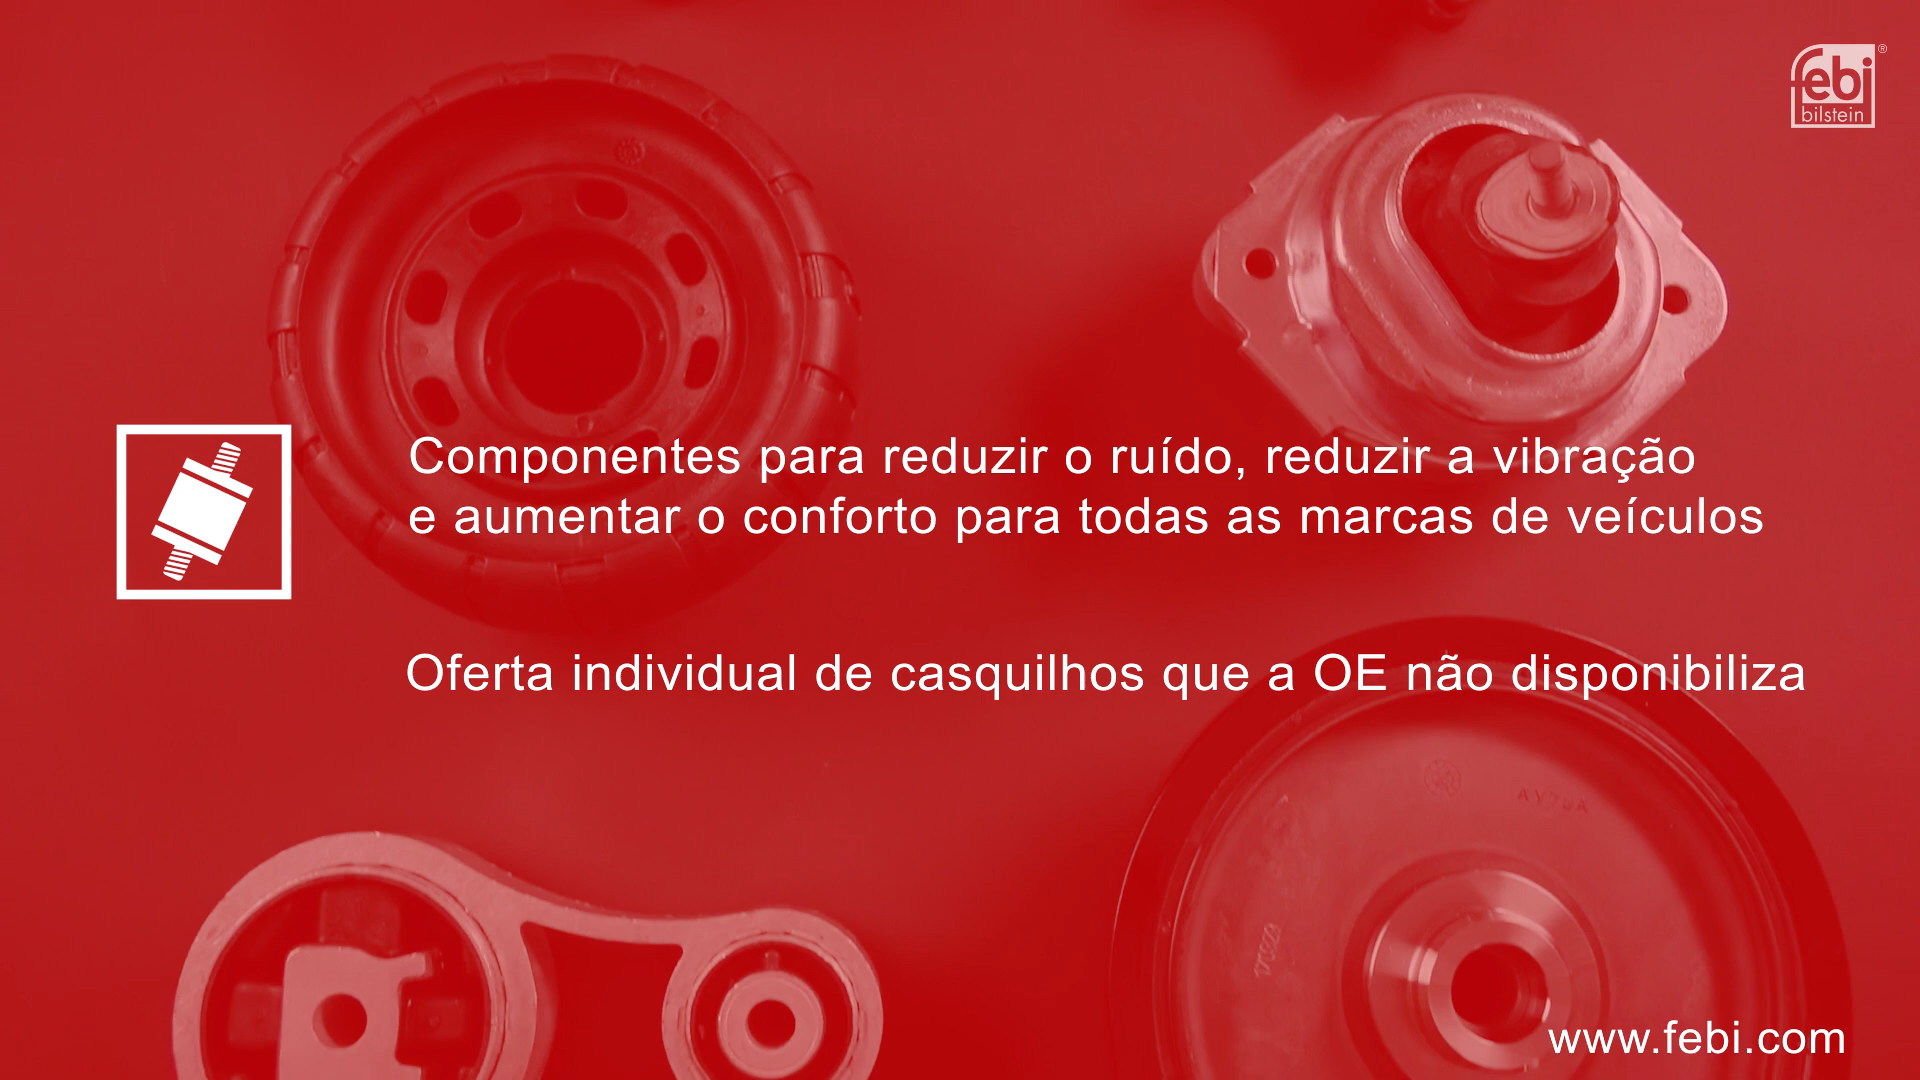 febi®
bilstein
Componentes para reduzir o ruído, reduzir a vibração
e aumentar o conforto para todas as marcas de veículos
Oferta individual de casquilhos que a OE não disponibiliza
www.febi.com